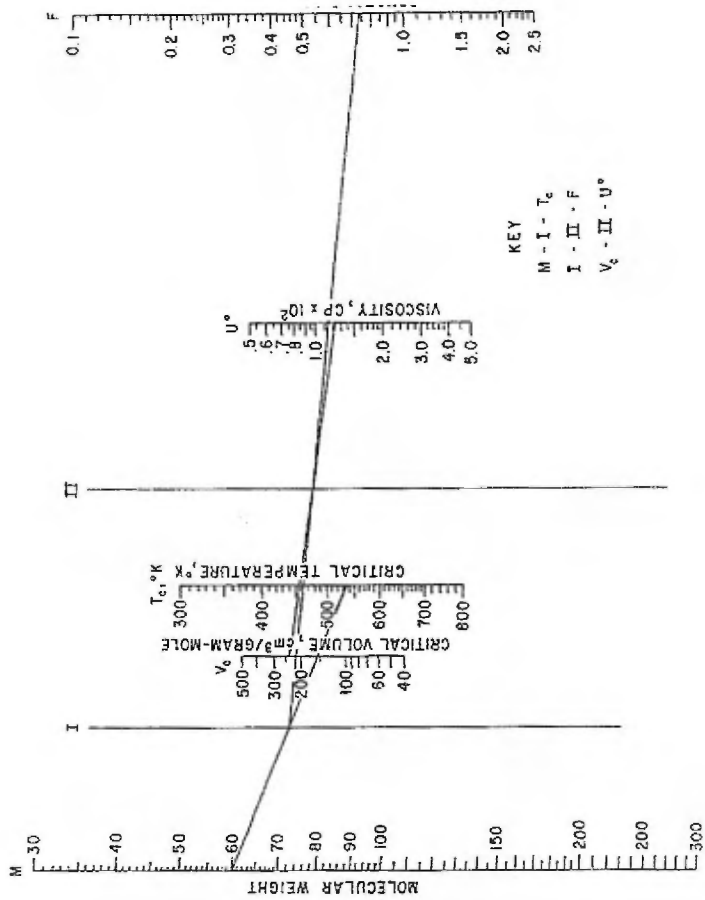 M
30
40
50
60
70
80
90
100
150
200
300
MOLECULAR WEIGHT
I
Vc
500
300
200
100
60
40
CRITICAL VOLUME, cm³/GRAM-MOLE
Tc, °K
300
400
500
600
700
800
CRITICAL TEMPERATURE, °K
II
U°
.5
.6
.7
.8
1.0
2.0
3.0
4.0
5.0
VISCOSITY, CP x 10²
KEY
M - I - Tc
I - II - F
Vc - II - U°
F
0.1
0.2
0.3
0.4
0.5
1.0
1.5
2.0
2.5